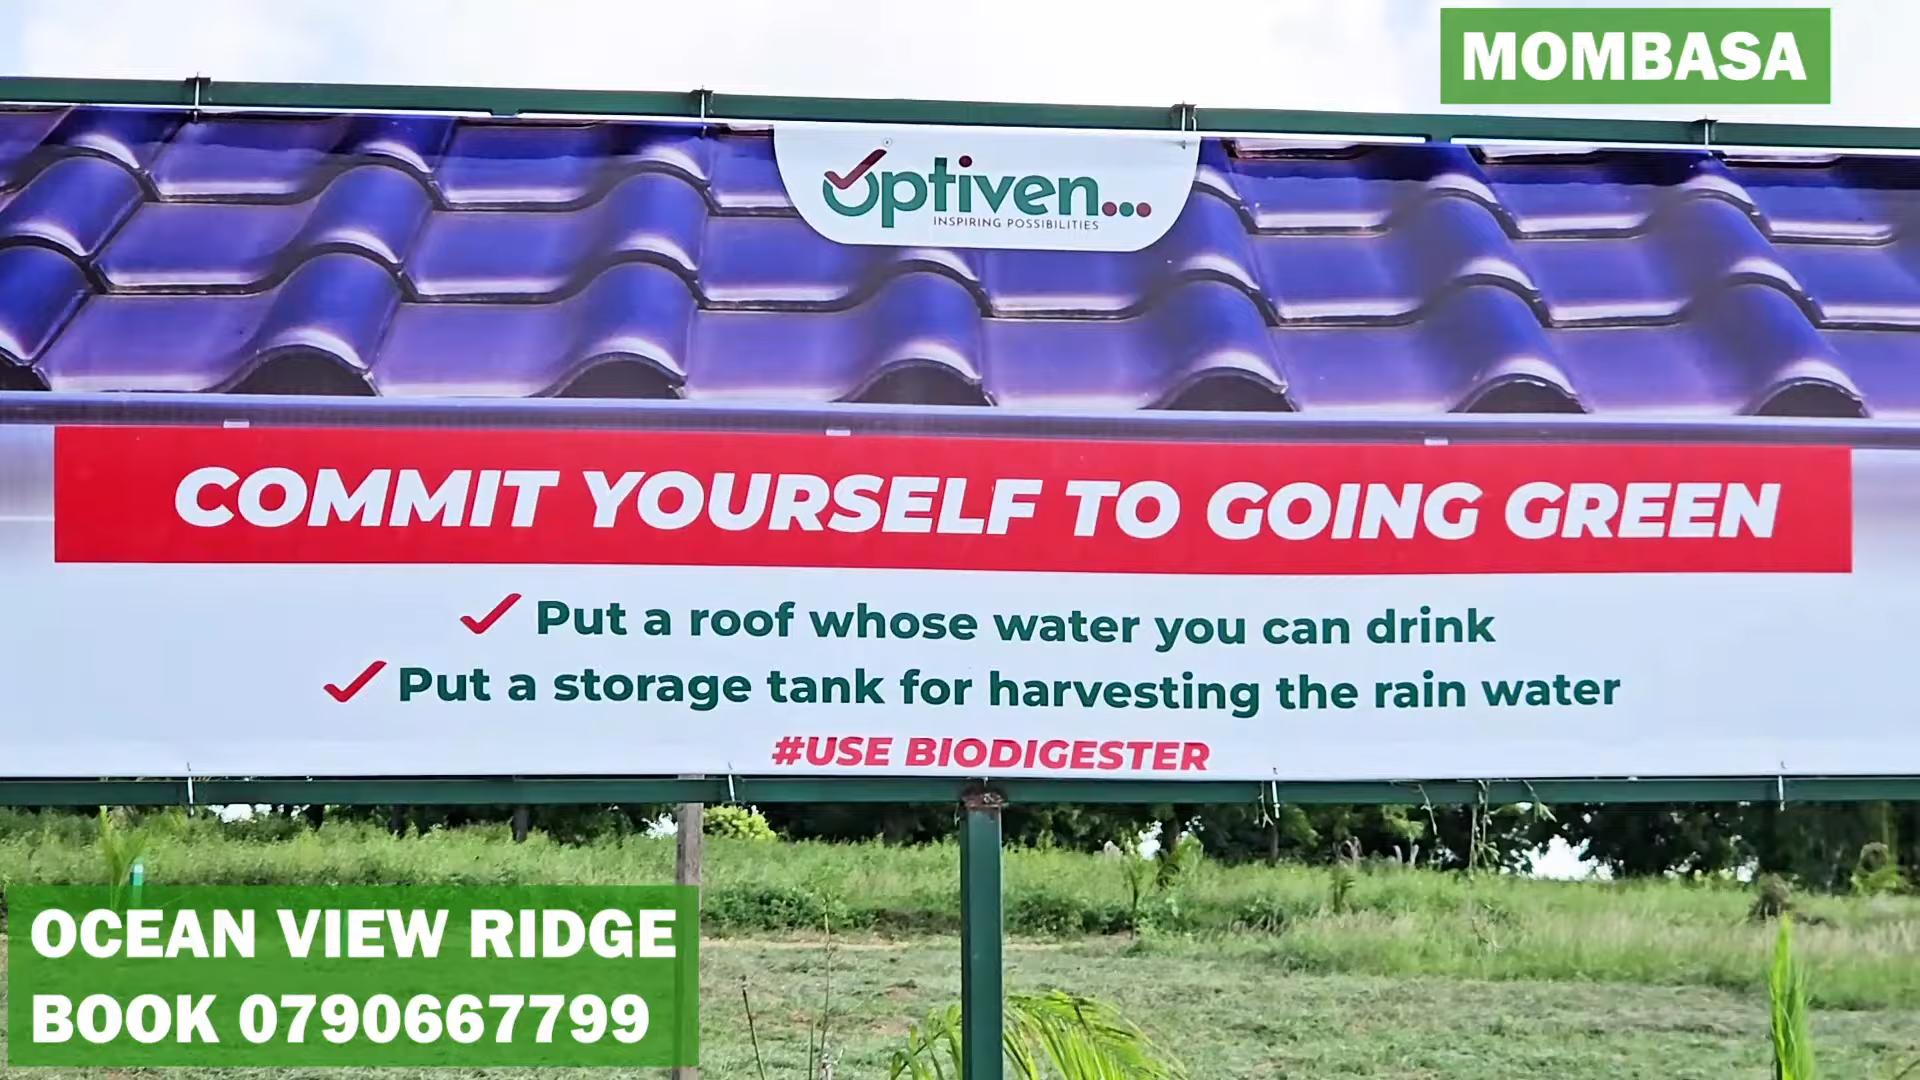 MOMBASA
Optiven...
INSPIRING POSSIBILITIES
COMMIT YOURSELF TO GOING GREEN
Put a roof whose water you can drink
Put a storage tank for harvesting the rain water
#USE BIODIGESTER
OCEAN VIEW RIDGE
BOOK 0790667799